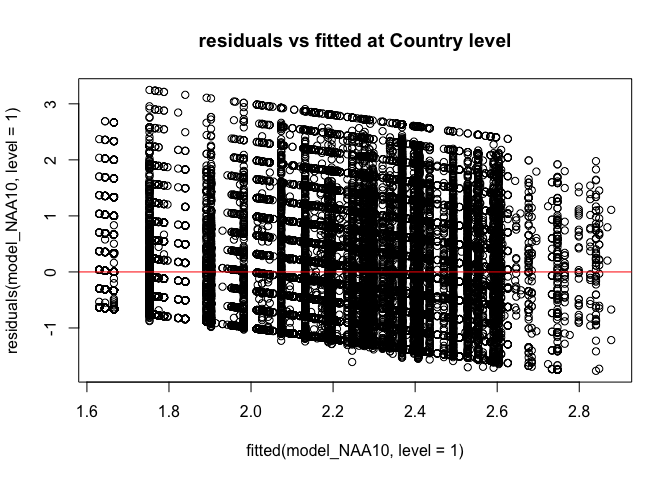 residuals vs fitted at Country level
residuals(model_NAA10, level = 1)
3
2
1
0
-1
1.6 1.8 2.0 2.2 2.4 2.6 2.8
fitted(model_NAA10, level = 1)